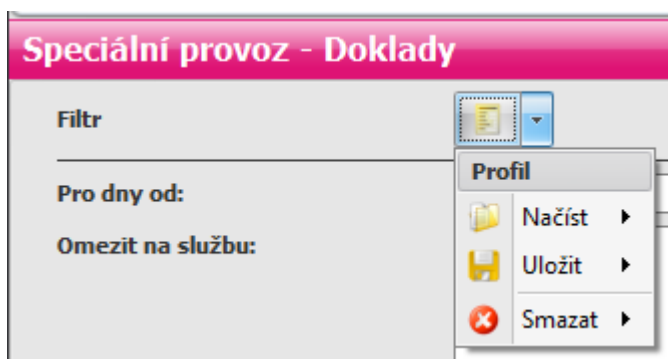 Speciální provoz - Doklady
Filtr
Profil
Pro dny od:
Načíst
Omezit na službu:
Uložit
Smazat